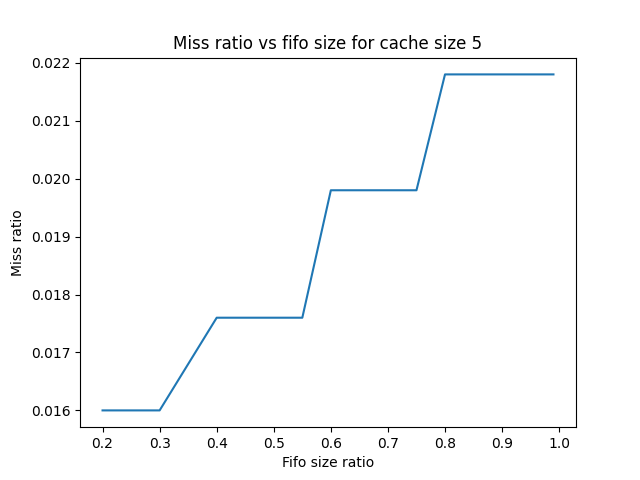 Miss ratio vs fifo size for cache size 5
0.022
0.021
0.020
0.019
0.018
0.017
0.016
Miss ratio
0.2 0.3 0.4 0.5 0.6 0.7 0.8 0.9 1.0
Fifo size ratio